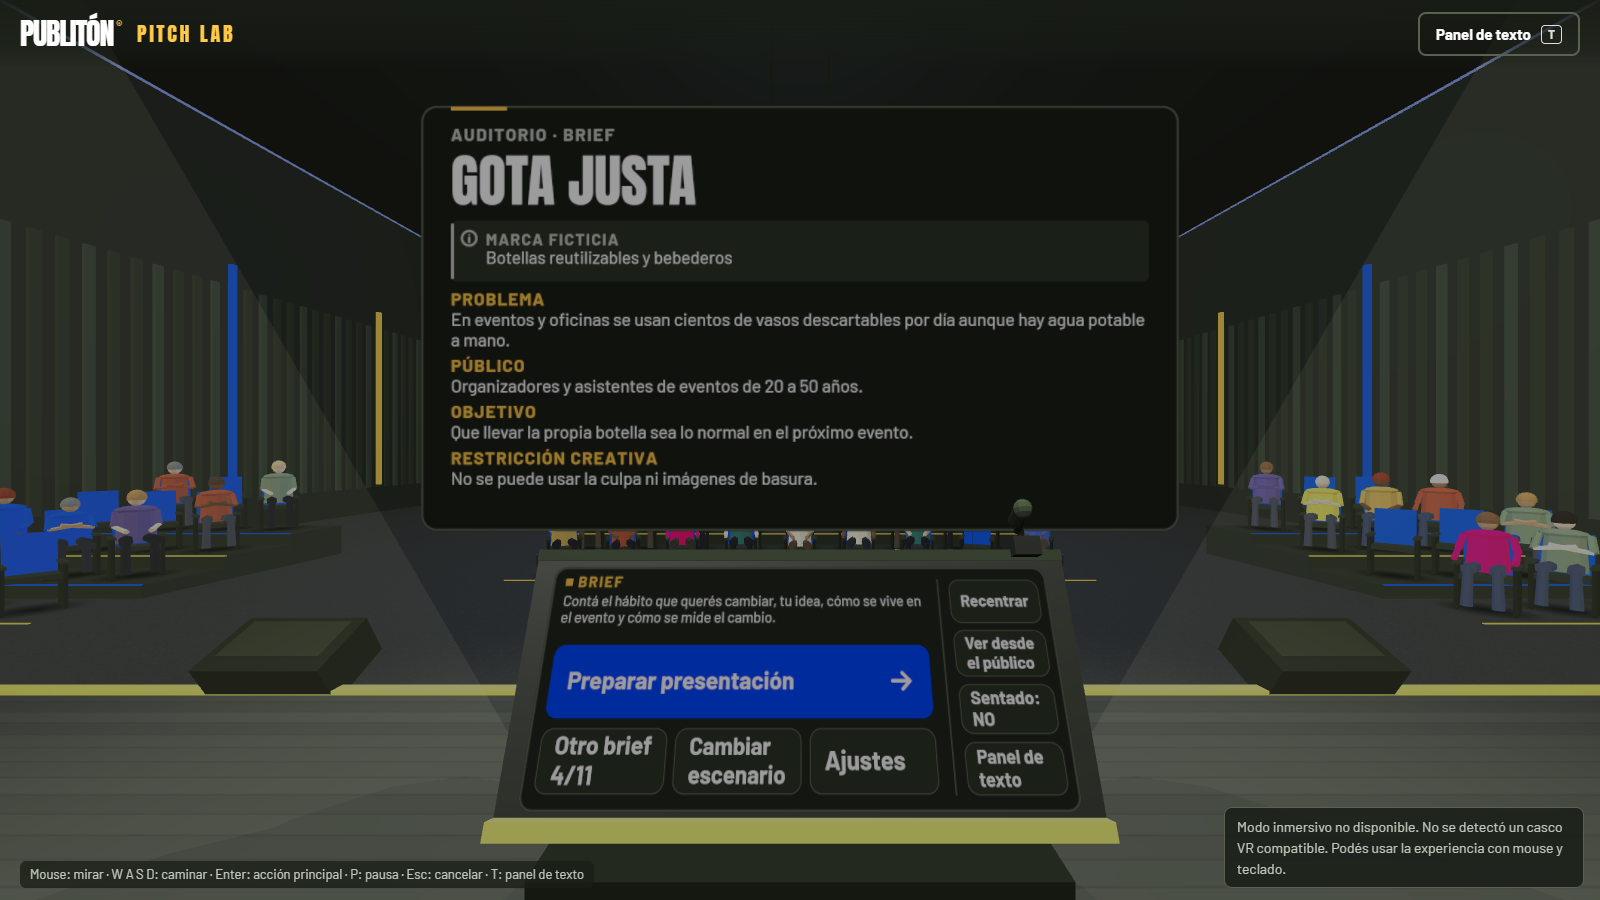 PUBLITÓN PITCH LAB
Panel de texto T
AUDITORIO · BRIEF
GOTA JUSTA
MARCA FICTICIA
Botellas reutilizables y bebederos
PROBLEMA
En eventos y oficinas se usan cientos de vasos descartables por día aunque hay agua potable
a mano.
PÚBLICO
Organizadores y asistentes de eventos de 20 a 50 años.
OBJETIVO
Que llevar la propia botella sea lo normal en el próximo evento.
RESTRICCIÓN CREATIVA
No se puede usar la culpa ni imágenes de basura.
BRIEF
Contá el hábito que querés cambiar, tu idea, cómo se vive en
el evento y cómo se mide el cambio.
Preparar presentación
Otro brief
4/11
Cambiar
escenario
Ajustes
Recentrar
Ver desde
el público
Sentado:
NO
Panel de
texto
Modo inmersivo no disponible. No se detectó un casco
VR compatible. Podés usar la experiencia con mouse y
teclado.
Mouse: mirar · W A S D: caminar · Enter: acción principal · P: pausa · Esc: cancelar · T: panel de texto